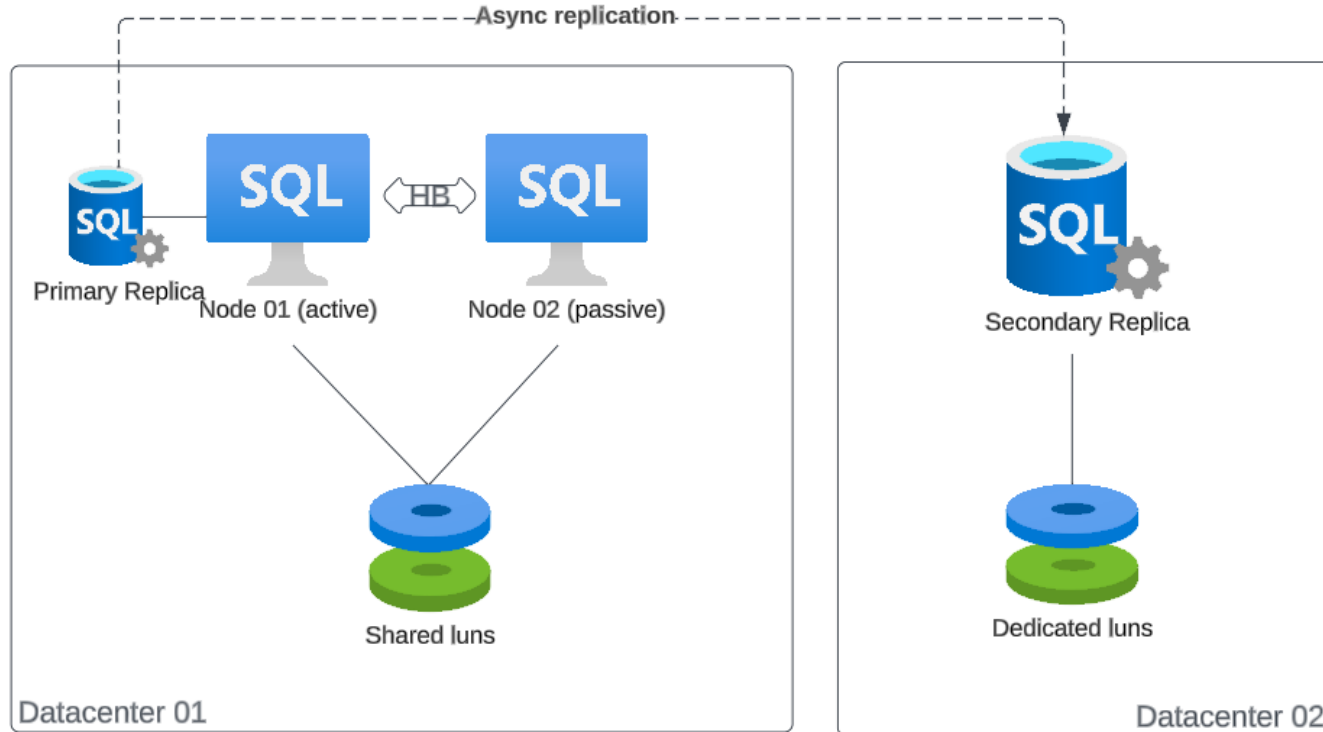 Async replication
SQL
SQL
HB
SQL
Primary Replica
Node 01 (active)
Node 02 (passive)
Shared luns
Datacenter 01
SQL
Secondary Replica
Dedicated luns
Datacenter 02